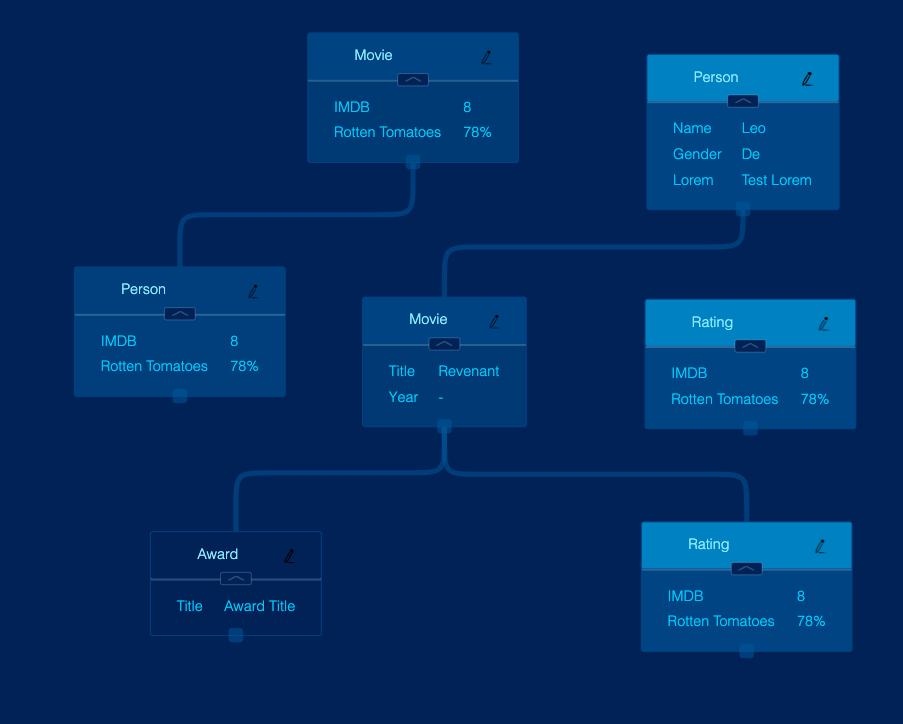 Movie
IMDB 8
Rotten Tomatoes 78%
Person
Name Leo
Gender De
Lorem Test Lorem
Person
IMDB 8
Rotten Tomatoes 78%
Movie
Title Revenant
Year -
Rating
IMDB 8
Rotten Tomatoes 78%
Award
Title Award Title
Rating
IMDB 8
Rotten Tomatoes 78%